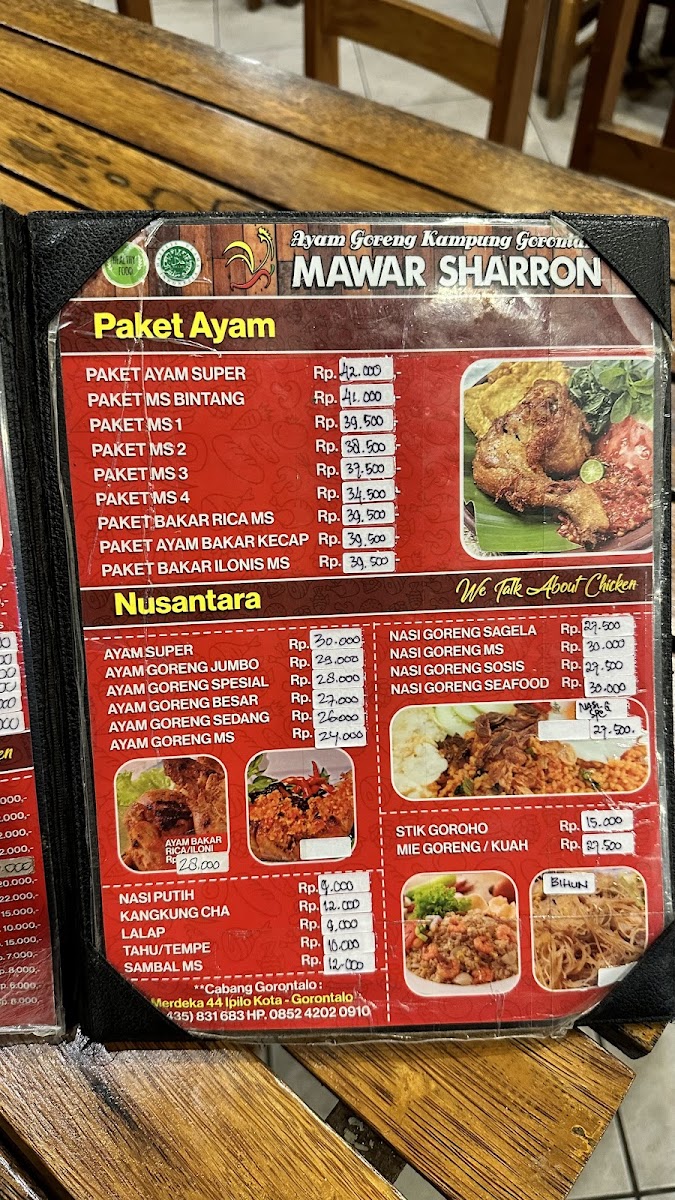 HEALTHY FOOD
Ayam Goreng Kampung
MAWAR SHARRON
Paket Ayam
PAKET AYAM SUPER Rp. 42.000,-
PAKET MS BINTANG Rp. 41.000
PAKET MS 1 Rp. 39.500
PAKET MS 2 Rp. 38.500
PAKET MS 3 Rp. 37.500
PAKET MS 4 Rp. 34.500
PAKET BAKAR RICA MS Rp. 39.500
PAKET AYAM BAKAR KECAP Rp. 39.500
PAKET BAKAR ILONIS MS Rp. 39.500
Nusantara
We Talk About Chicken
AYAM SUPER Rp. 30.000
AYAM GORENG JUMBO Rp. 29.000
AYAM GORENG SPESIAL Rp. 28.000
AYAM GORENG BESAR Rp. 27.000
AYAM GORENG SEDANG Rp. 26.000
AYAM GORENG MS Rp. 24.000
AYAM BAKAR
RICA/ILONI
Rp 28.000
NASI PUTIH Rp. 9.000
KANGKUNG CHA Rp. 12.000
LALAP Rp. 9.000
TAHU/TEMPE Rp. 10.000
SAMBAL MS Rp. 12-000
NASI GORENG SAGELA Rp. 27.500
NASI GORENG MS Rp. 30.000
NASI GORENG SOSIS Rp. 27.500
NASI GORENG SEAFOOD Rp. 30.000
NASI G
SPE
29.500.
STIK GOROHO Rp. 15.000
MIE GORENG / KUAH Rp. 27.500
BIHUN
**Cabang Gorontalo :
Merdeka 44 Ipilo Kota - Gorontalo
435) 831 683 HP. 0852 4202 0910